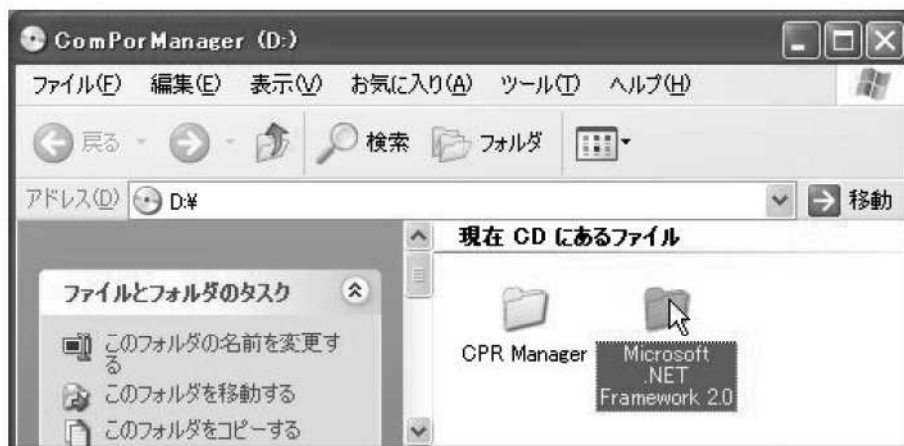 ComPorManager (D:)
ファイル(F) 編集(E) 表示(V) お気に入り(A) ツール(T) ヘルプ(H)
戻る 検索 フォルダ
アドレス(D) D:¥ 移動
現在 CD にあるファイル
ファイルとフォルダのタスク
このフォルダの名前を変更す
る
このフォルダを移動する
このフォルダをコピーする
CPR Manager
Microsoft
.NET
Framework 2.0